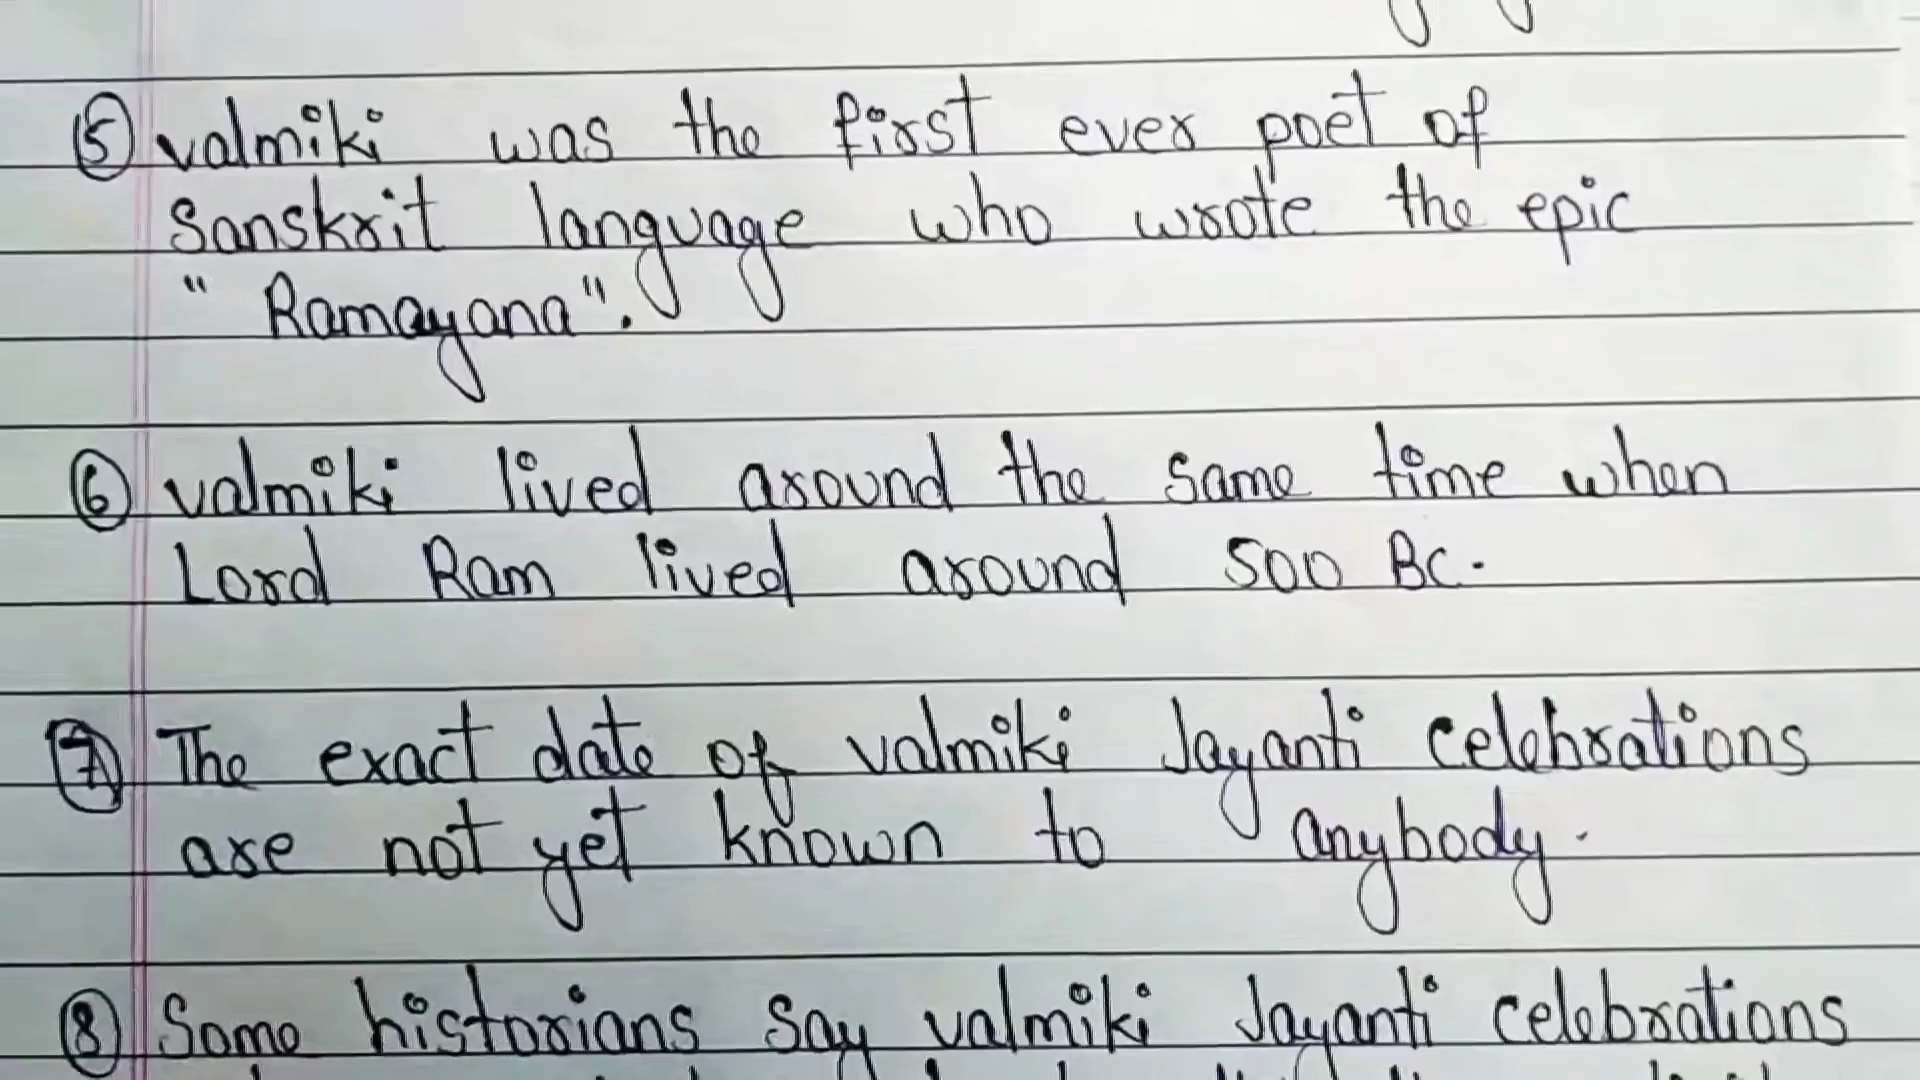 ⑤ valmiki was the first ever poet of
Sanskrit language who wrote the epic
" Ramayana".
⑥ valmiki lived around the same time when
Lord Ram lived around 500 BC.
⑦ The exact date of valmiki Jayanti celebrations
are not yet known to anybody.
⑧ Some historians say valmiki Jayanti celebrations